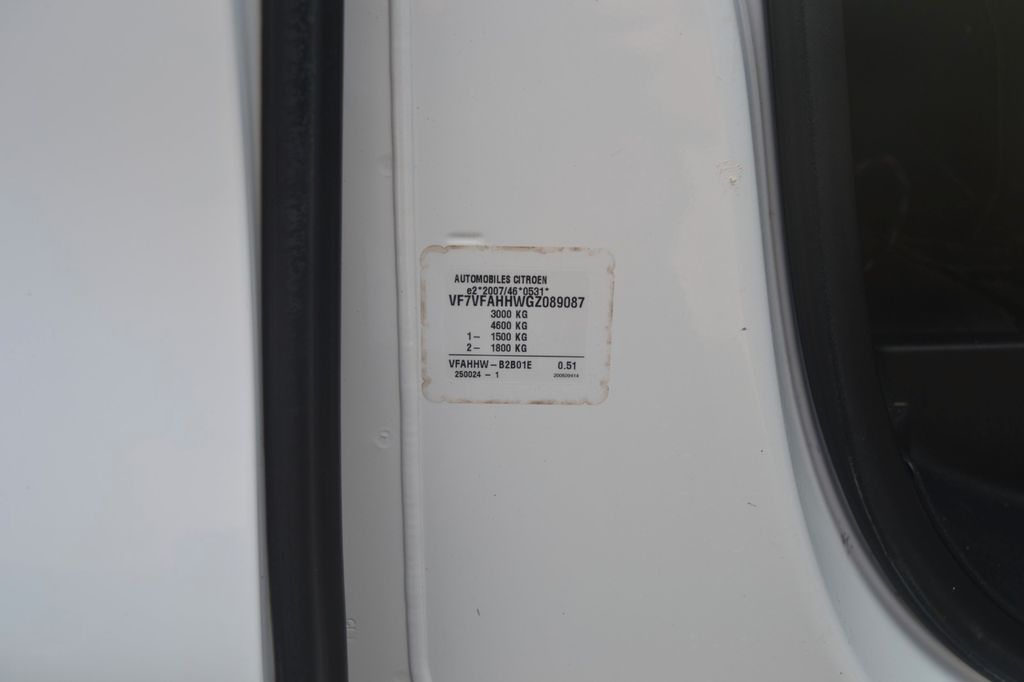 AUTOMOBILES CITROEN
e2*2007/46*0531*
VF7VFAHHWGZ089087
3000 KG
4600 KG
1- 1500 KG
2- 1800 KG
VFAHHW-B2B01E 0.51
250024 - 1